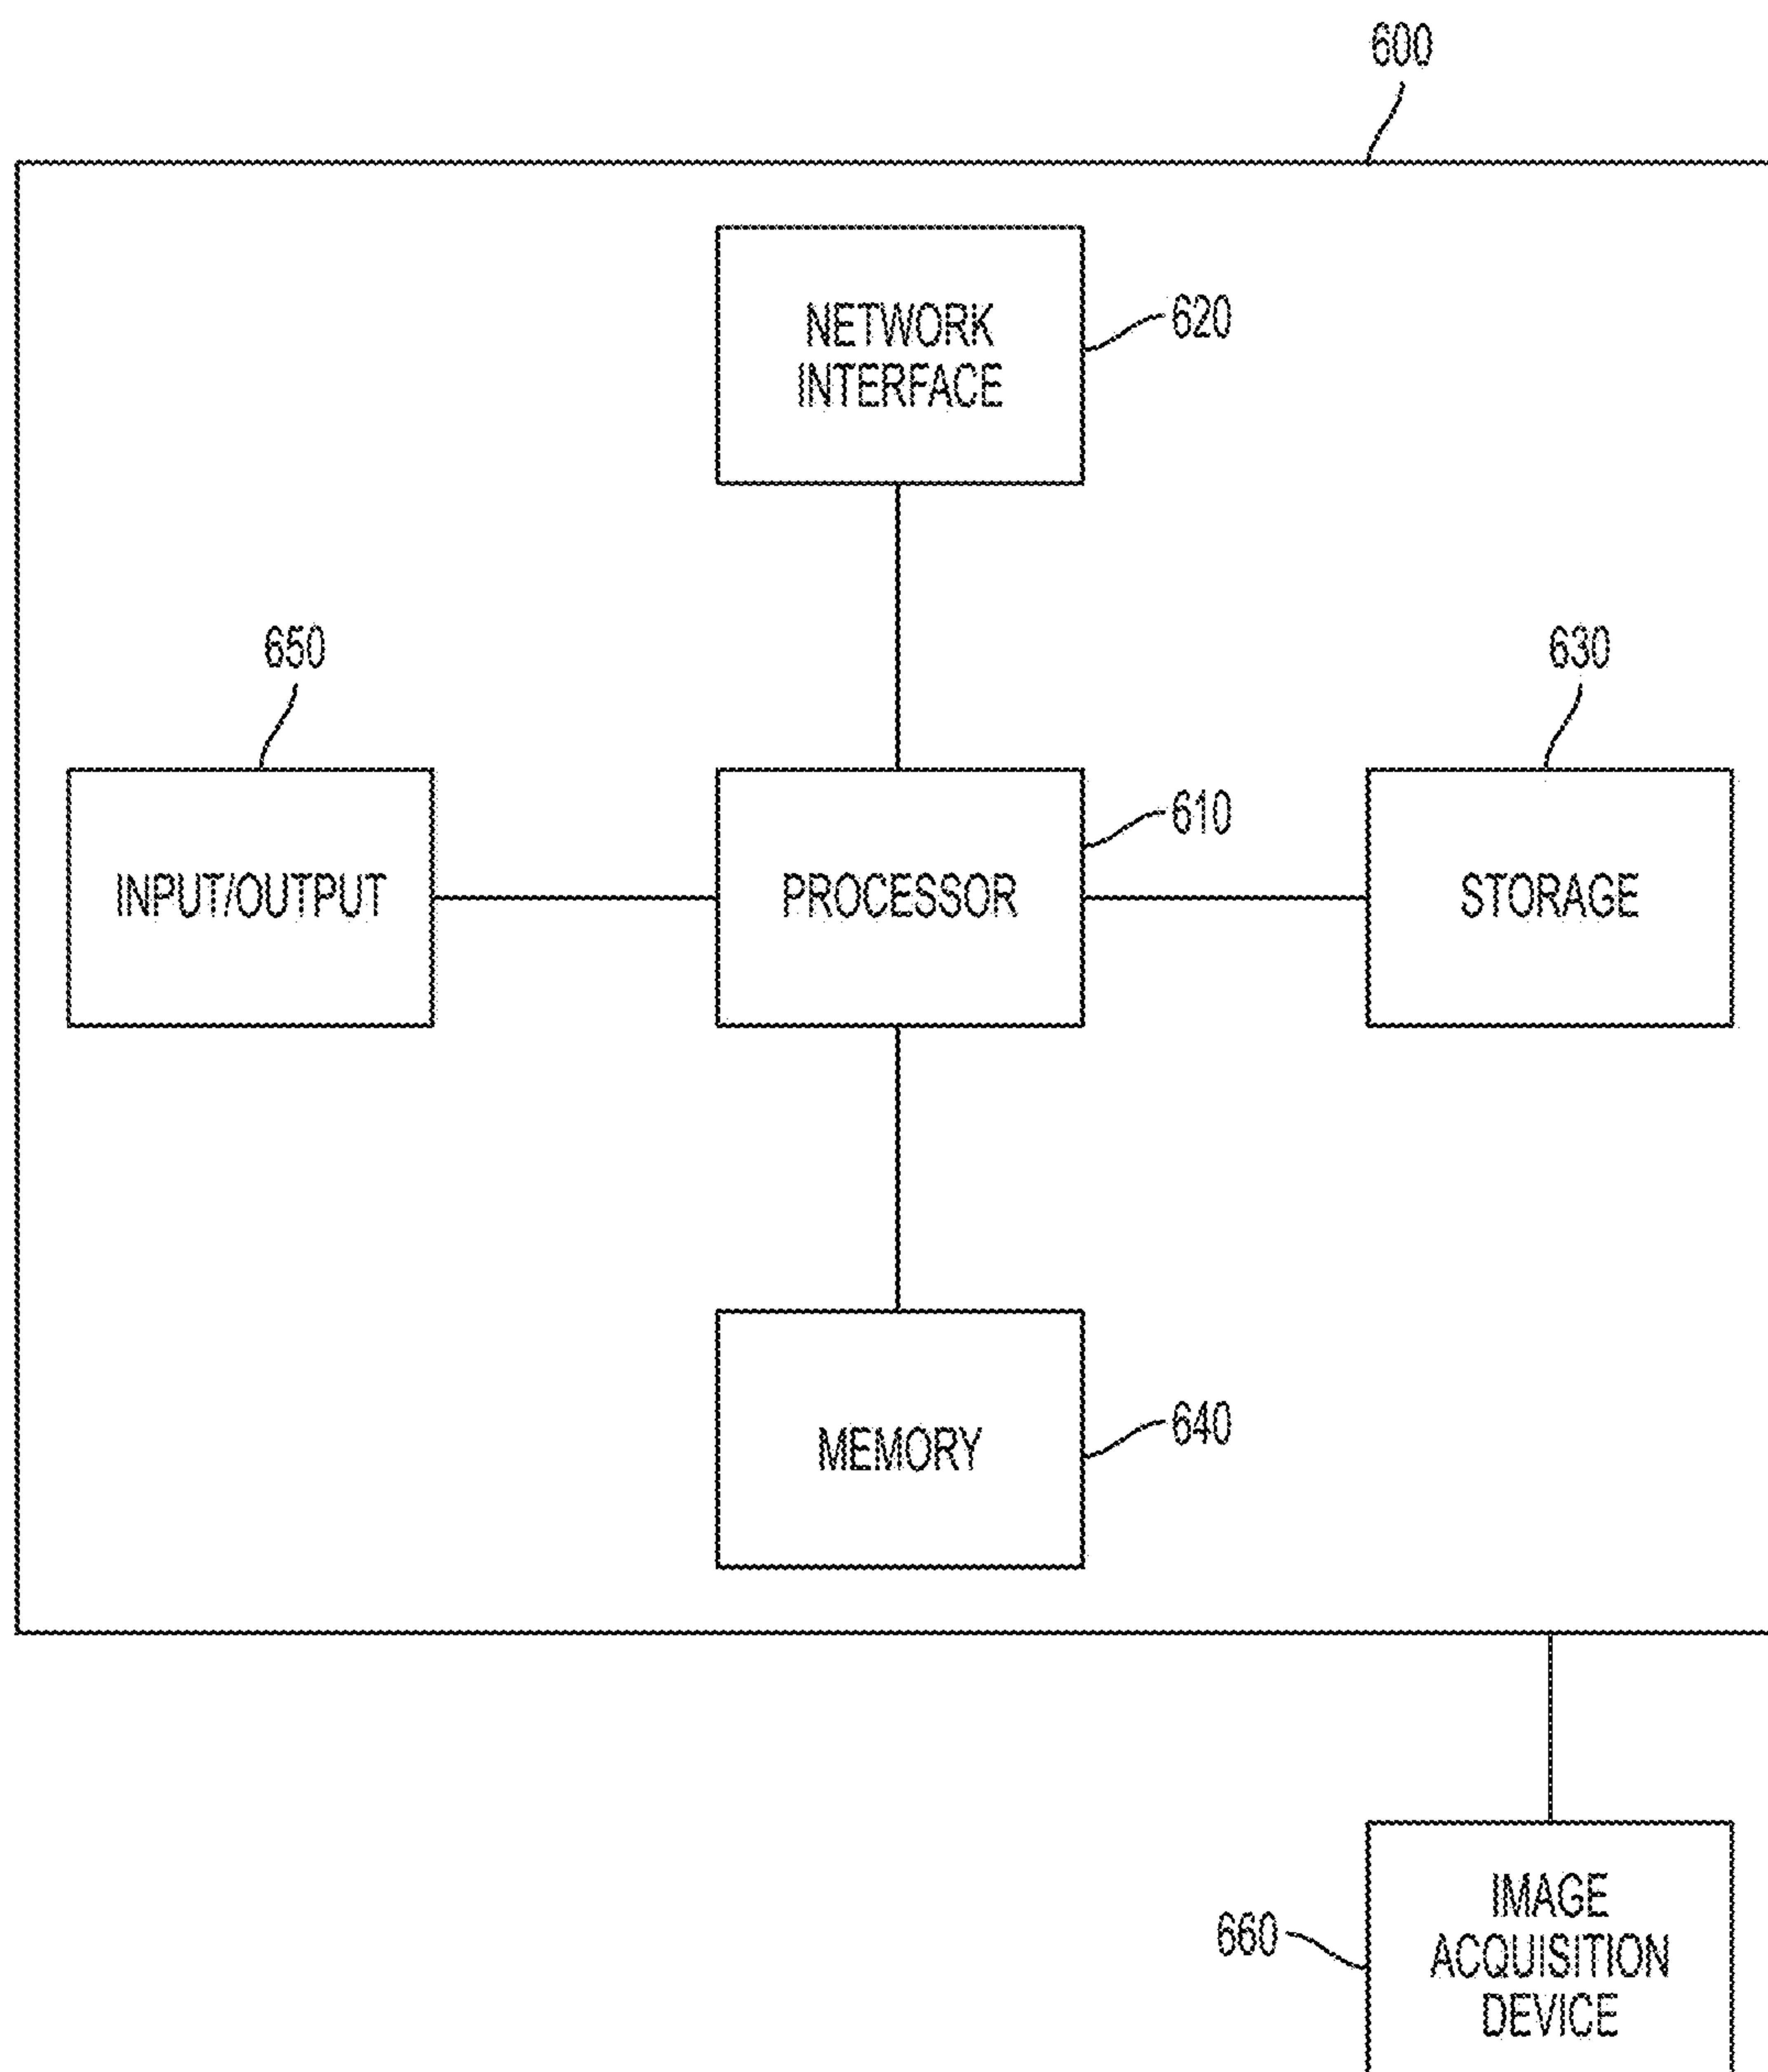 600
NETWORK
INTERFACE
620
650
630
610
INPUT/OUTPUT
PROCESSOR
STORAGE
MEMORY
640
IMAGE
660
ACQUISITION
DEVICE